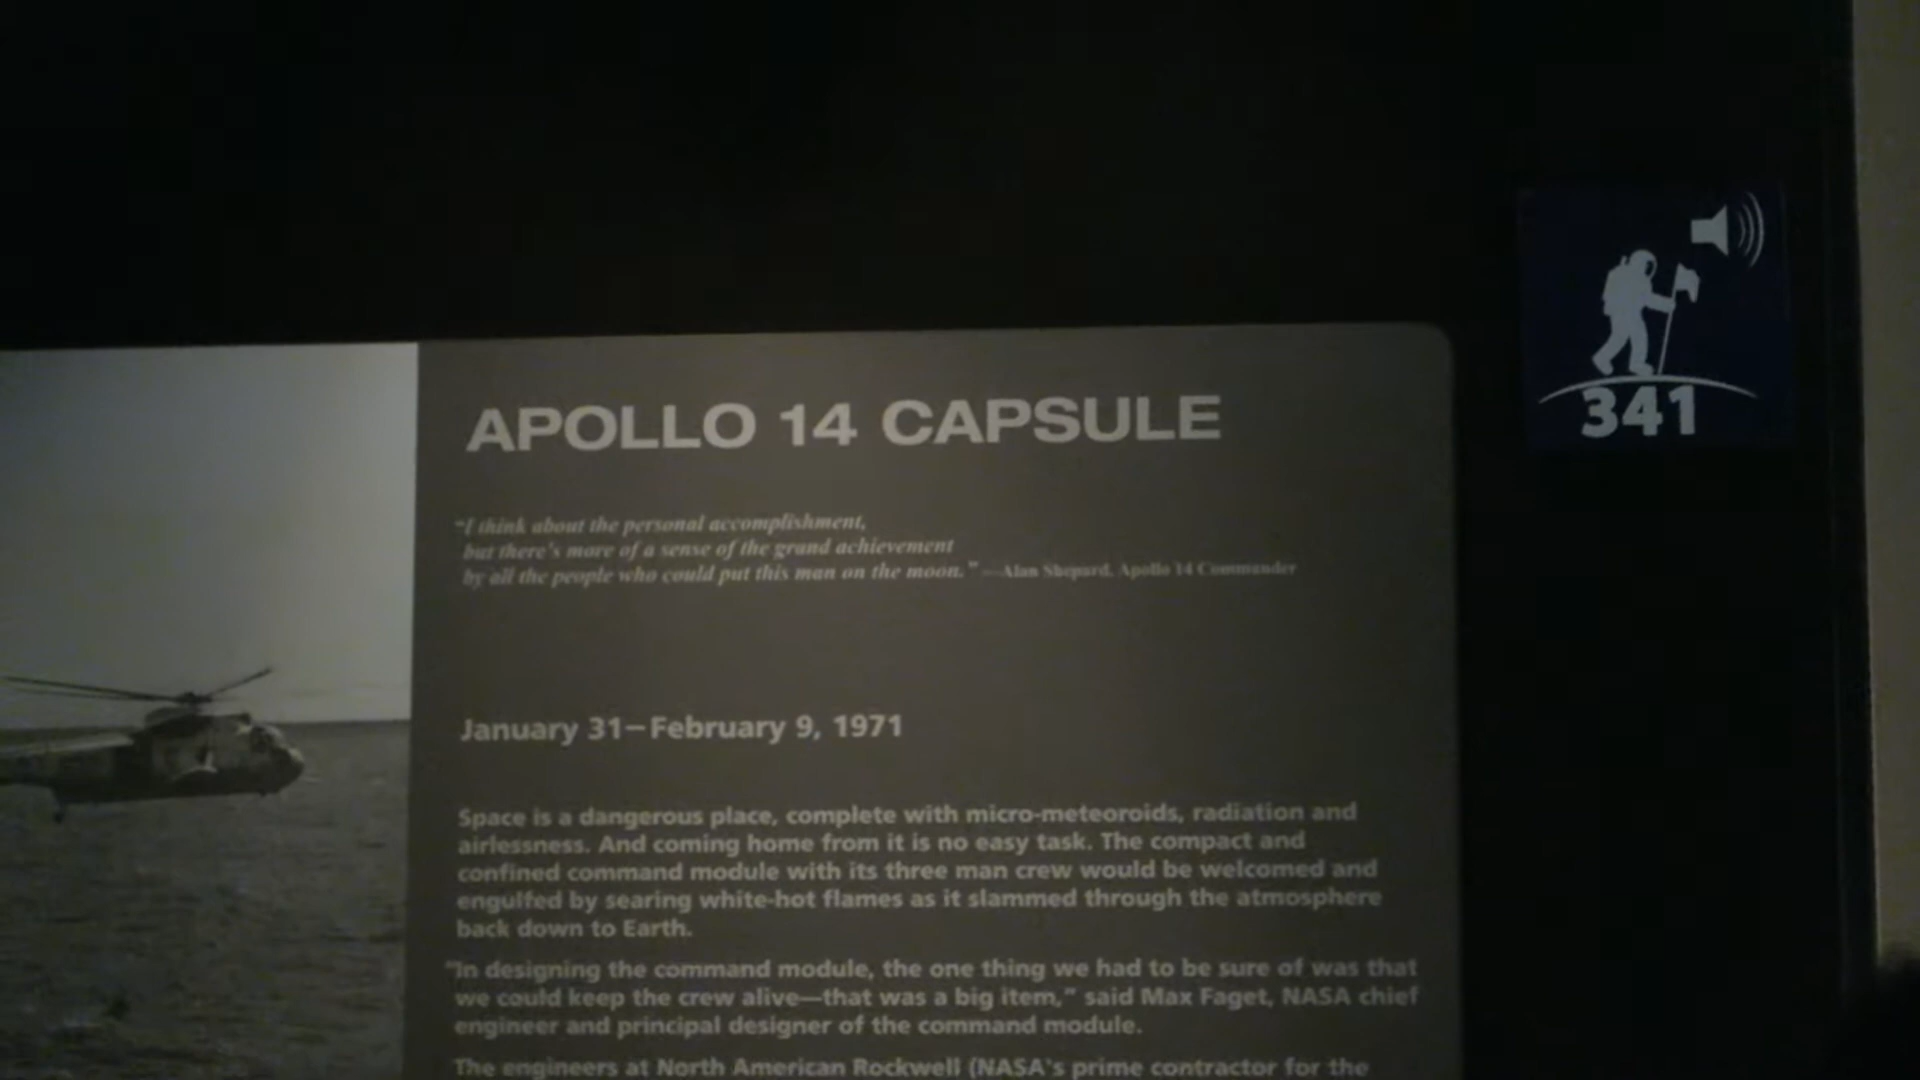 341
APOLLO 14 CAPSULE
"I think about the personal accomplishment,
but there's more of a sense of the grand achievement
by all the people who could put this man on the moon." —Alan Shepard, Apollo 14 Commander
January 31–February 9, 1971
Space is a dangerous place, complete with micro-meteoroids, radiation and
airlessness. And coming home from it is no easy task. The compact and
confined command module with its three man crew would be welcomed and
engulfed by searing white-hot flames as it slammed through the atmosphere
back down to Earth.
"In designing the command module, the one thing we had to be sure of was that
we could keep the crew alive—that was a big item," said Max Faget, NASA chief
engineer and principal designer of the command module.
The engineers at North American Rockwell (NASA's prime contractor for the